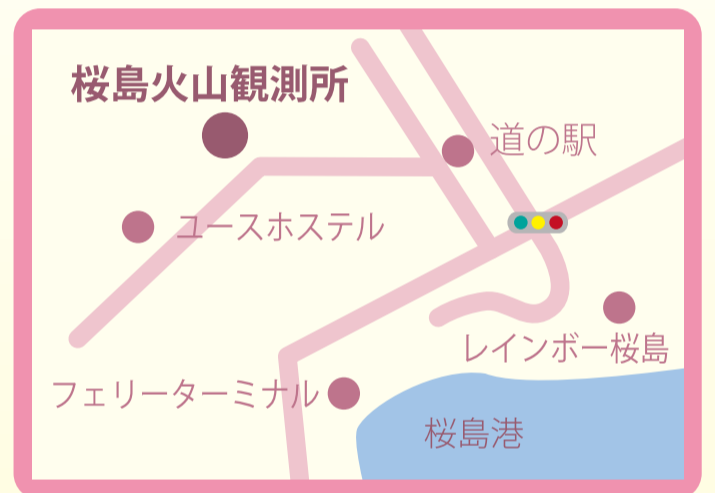 桜島火山観測所
道の駅
ユースホステル
レインボー桜島
フェリーターミナル
桜島港